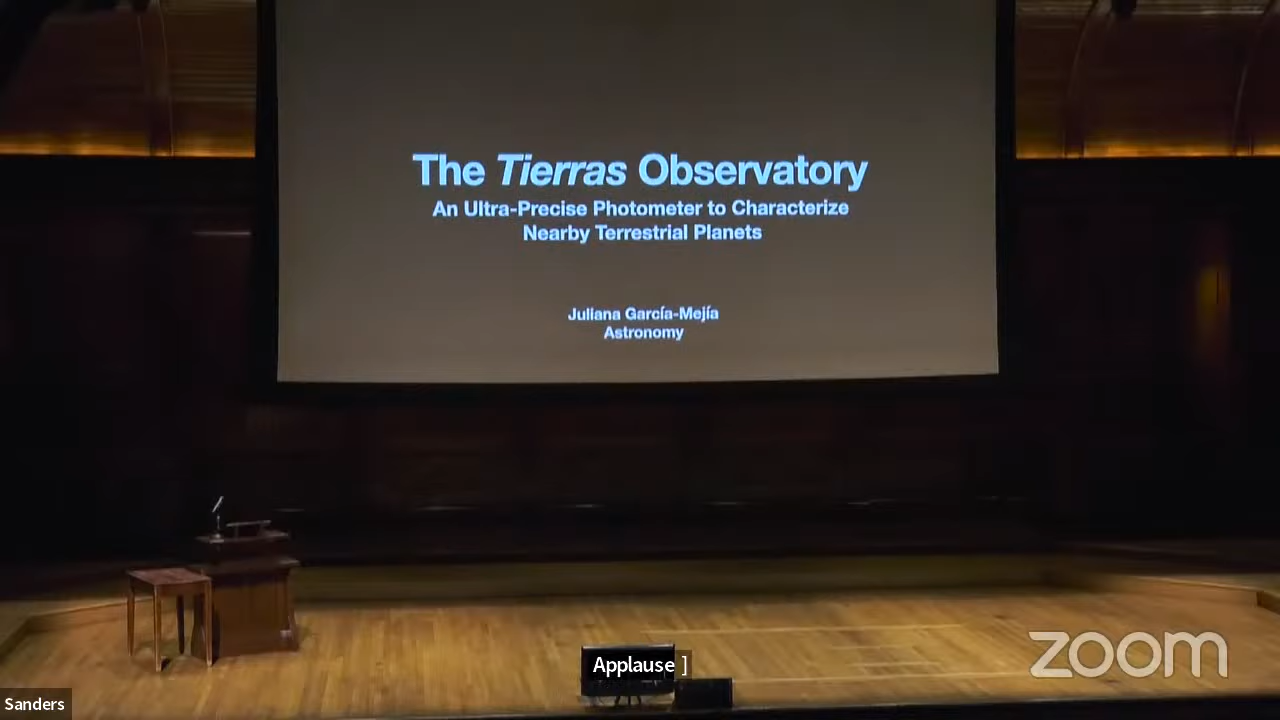 The Tierras Observatory
An Ultra-Precise Photometer to Characterize
Nearby Terrestrial Planets
Juliana García-Mejía
Astronomy
Applause ]
zoom
Sanders